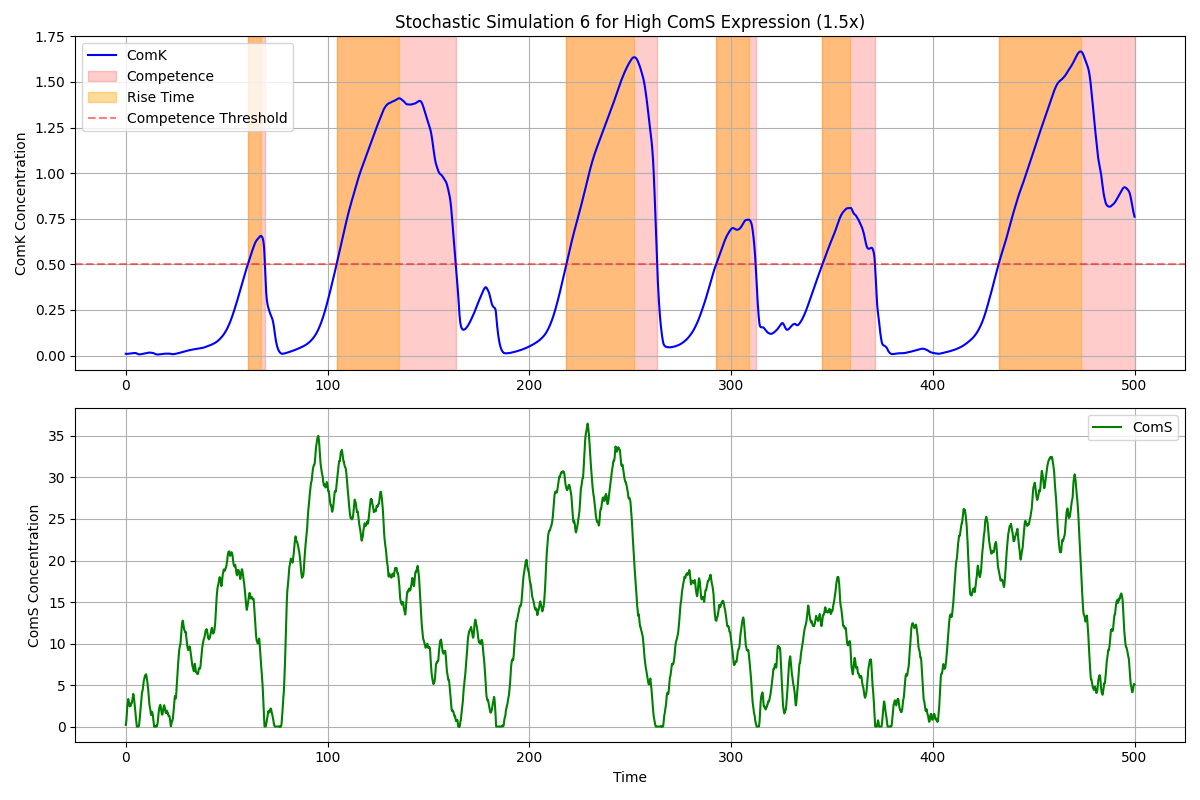 Stochastic Simulation 6 for High ComS Expression (1.5x)
ComK Concentration
1.75
1.50
1.25
1.00
0.75
0.50
0.25
0.00
ComK
Competence
Rise Time
Competence Threshold
0 100 200 300 400 500
ComS Concentration
35
30
25
20
15
10
5
0
ComS
0 100 200 300 400 500
Time